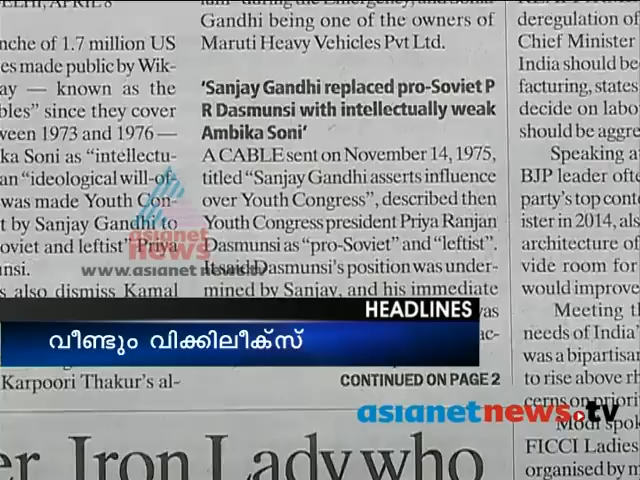 DELHI, APRIL 8
nche of 1.7 million US
es made public by Wik-
ay — known as the
bles” since they cover
ween 1973 and 1976 —
ka Soni as “intellectu-
an “ideological will-of-
was made Youth Con-
t by Sanjay Gandhi to
oviet and leftist” Priya
nsi.
s also dismiss Kamal
Karpoori Thakur's al-
Gandhi being one of the owners of
Maruti Heavy Vehicles Pvt Ltd.
‘Sanjay Gandhi replaced pro-Soviet P
R Dasmunsi with intellectually weak
Ambika Soni’
A CABLE sent on November 14, 1975,
titled “Sanjay Gandhi asserts influence
over Youth Congress”, described then
Youth Congress president Priya Ranjan
Dasmunsi as “pro-Soviet” and “leftist”.
It said Dasmunsi's position was under-
mined by Sanjay, and his immediate
was
ac-
CONTINUED ON PAGE 2
deregulation of
Chief Minister
India should be
facturing, states
decide on labo
should be aggre
Speaking a
BJP leader ofte
party's top cont
ister in 2014, als
architecture of
vide room for
would improve
Meeting th
needs of India'
was a bipartisan
to rise above rh
cerns on priorit
Modi spok
FICCI Ladies
organised by m
er Iron Lady who
asianet
news
www.asianetnews.tv
HEADLINES
വീണ്ടും വിക്കിലീക്സ്
asianetnews.tv